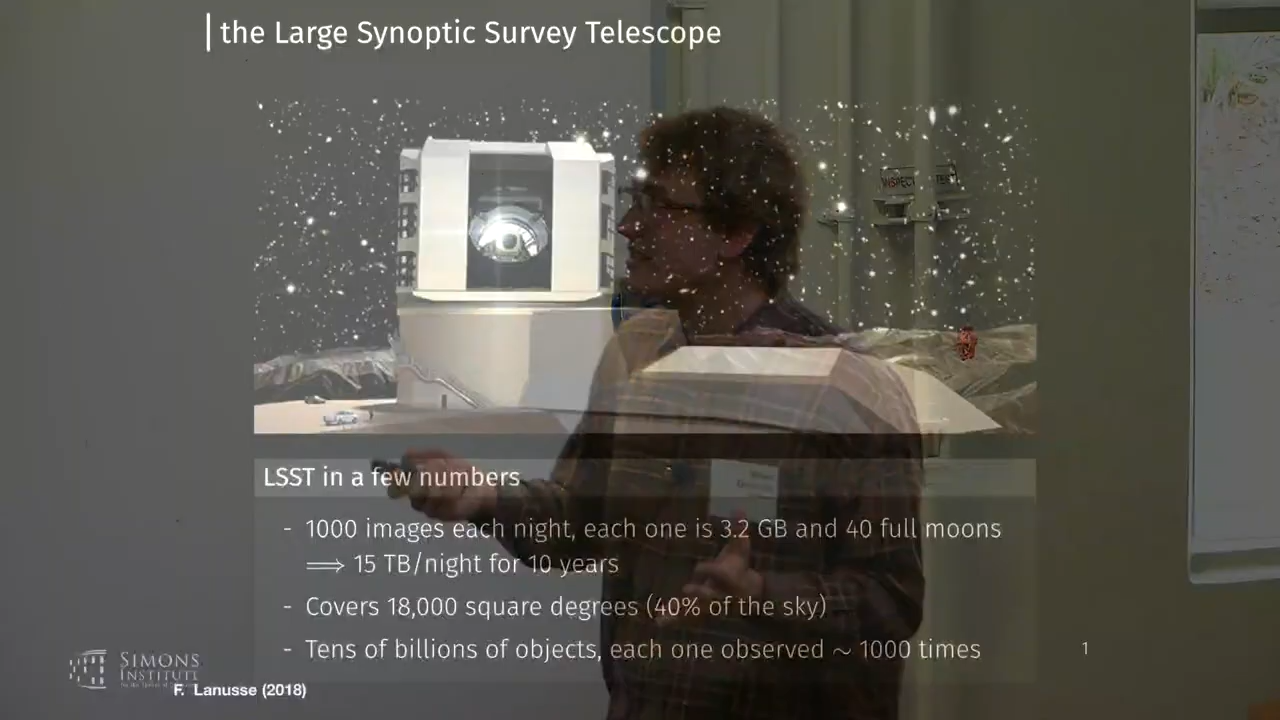 the Large Synoptic Survey Telescope
INSPECT
LSST in a few numbers
- 1000 images each night, each one is 3.2 GB and 40 full moons
⟹ 15 TB/night for 10 years
- Covers 18,000 square degrees (40% of the sky)
- Tens of billions of objects, each one observed ~ 1000 times
1
SIMONS
INSTITUTE
F. Lanusse (2018)